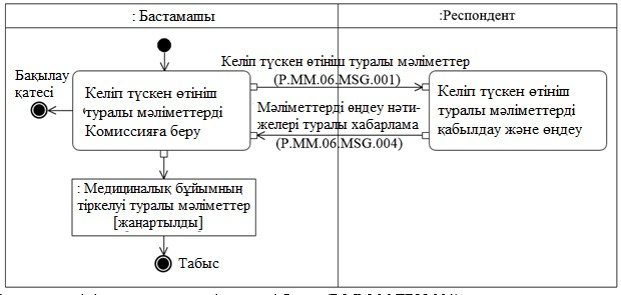 : Бастамашы
:Респондент
Келіп түскен өтініш туралы мәліметтер
(P.MM.06.MSG.001)
Бақылау
қатесі
Келіп түскен өтініш
туралы мәліметтерді
Комиссияға беру
Мәліметтерді өңдеу нәти-
желері туралы хабарлама
(P.MM.06.MSG.004)
Келіп түскен өтініш
туралы мәліметтерді
қабылдау және өңдеу
: Медициналық бұйымның
тіркелуі туралы мәліметтер
[жаңартылды]
Табыс